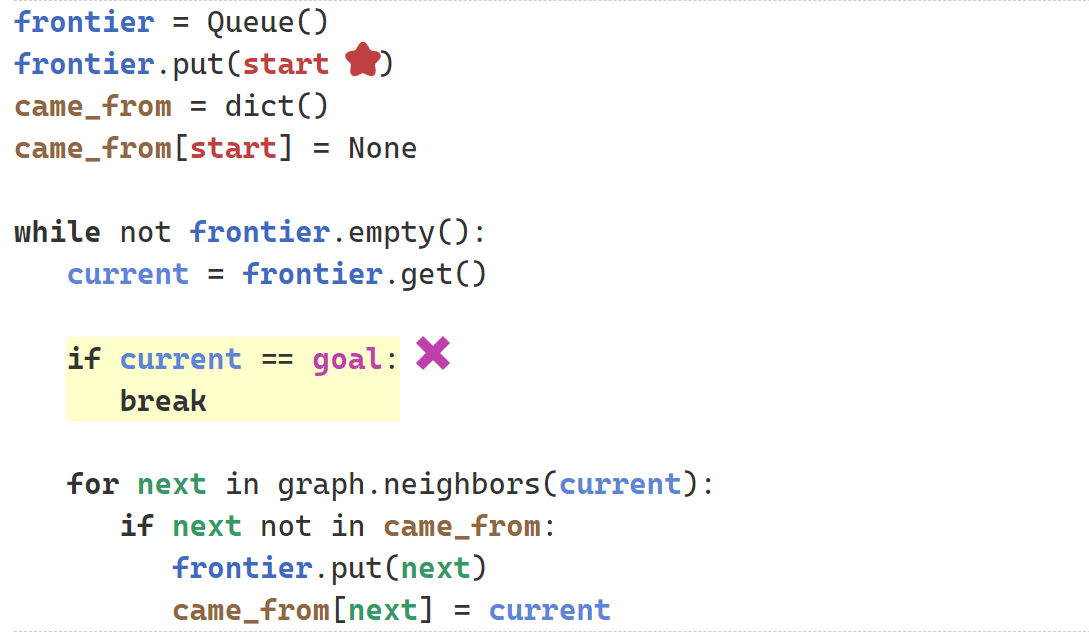 frontier = Queue()
frontier.put(start )
came_from = dict()
came_from[start] = None

while not frontier.empty():
   current = frontier.get()

   if current == goal:
      break

   for next in graph.neighbors(current):
      if next not in came_from:
         frontier.put(next)
         came_from[next] = current